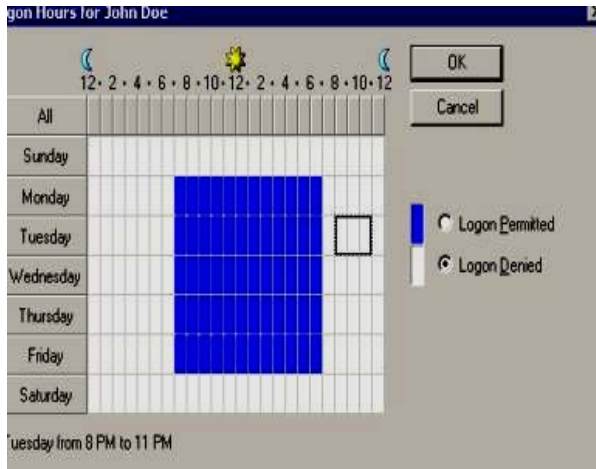 gon Hours for John Doe
12 · 2 · 4 · 6 · 8 · 10 · 12 · 2 · 4 · 6 · 8 · 10 · 12
OK
Cancel
All
Sunday
Monday
Tuesday
Wednesday
Thursday
Friday
Saturday
Logon Permitted
Logon Denied
uesday from 8 PM to 11 PM